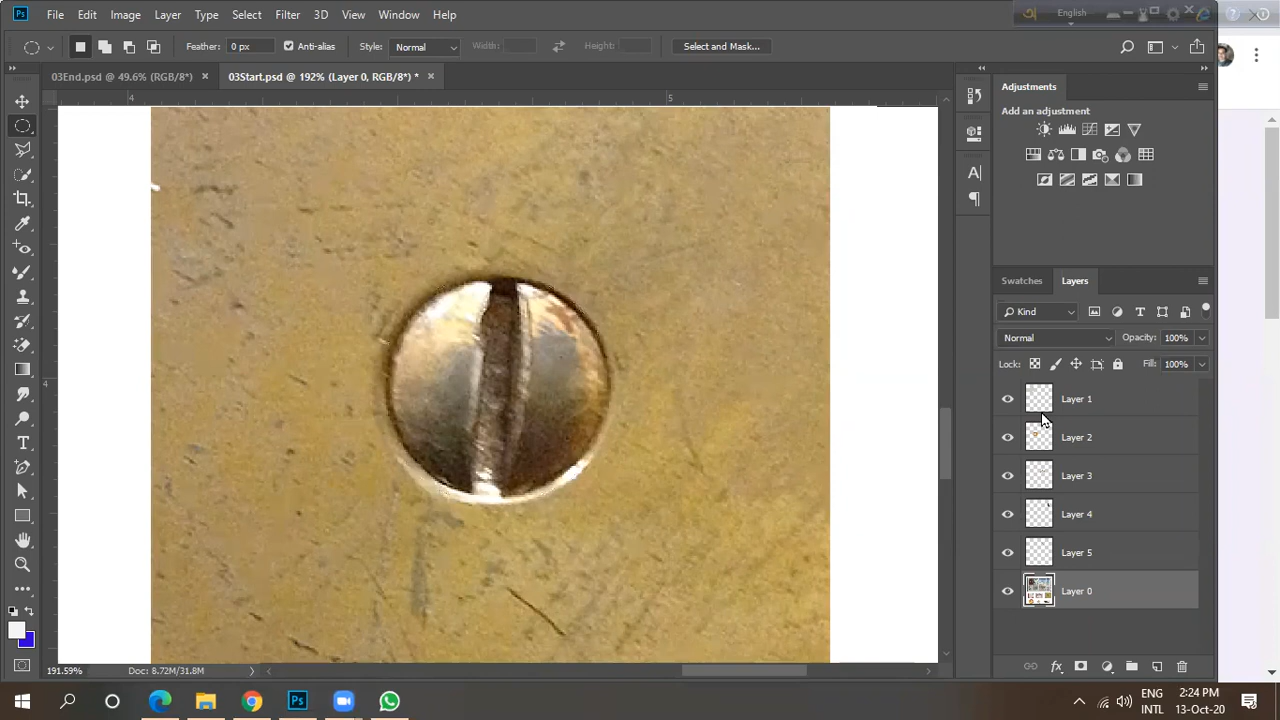 Ps File Edit Image Layer Type Select Filter 3D View Window Help
English
Feather: 0 px Anti-alias Style: Normal Width: Height: Select and Mask...
03End.psd @ 49.6% (RGB/8*) × 03Start.psd @ 192% (Layer 0, RGB/8*) * ×
4 5
4
Adjustments
Add an adjustment
Swatches Layers
Kind
Normal Opacity: 100%
Lock: Fill: 100%
Layer 1
Layer 2
Layer 3
Layer 4
Layer 5
Layer 0
191.59% Doc: 8.72M/31.8M
ENG 2:24 PM
INTL 13-Oct-20